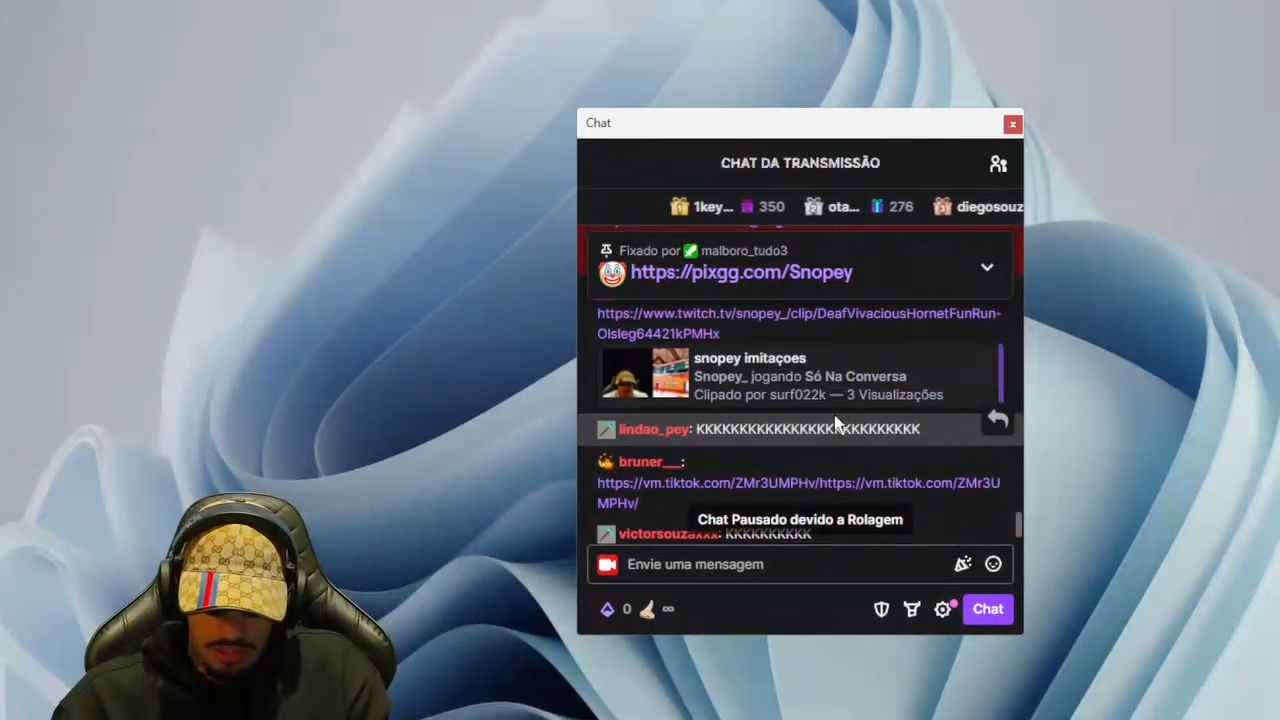 Chat
x
CHAT DA TRANSMISSÃO
1key... 350 ota... 276 diegosouz
Fixado por malboro_tudo3
https://pixgg.com/Snopey
https://www.twitch.tv/snopey_/clip/DeafVivaciousHornetFunRun-
Olsleg64421kPMHx
snopey imitaçoes
Snopey_ jogando Só Na Conversa
Clipado por surf022k — 3 Visualizações
lindao_pey: KKKKKKKKKKKKKKKKKKKKKKKKKK
bruner___:
https://vm.tiktok.com/ZMr3UMPHv/https://vm.tiktok.com/ZMr3U
MPHv/
Chat Pausado devido a Rolagem
victorsouzaxxx: KKKKKKKKKK
Envie uma mensagem
0 ∞
Chat